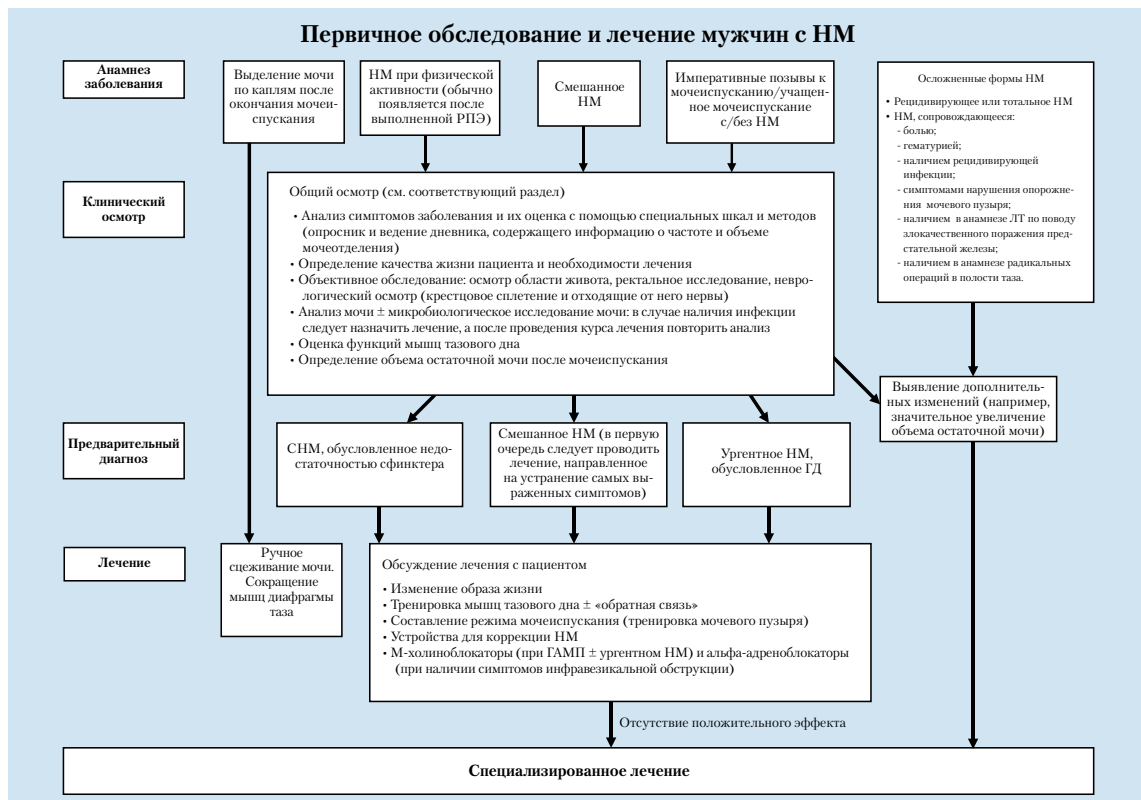 Первичное обследование и лечение мужчин с НМ
Анамнез
заболевания
Выделение мочи
по каплям после
окончания мочеи-
спускания
НМ при физической
активности (обычно
появляется после
выполненной РПЭ)
Смешанное
НМ
Императивные позывы к
мочеиспусканию/учащен-
ное мочеиспускание
с/без НМ
Осложненные формы НМ
• Рецидивирующее или тотальное НМ
• НМ, сопровождающееся:
- болью;
- гематурией;
- наличием рецидивирующей
инфекции;
- симптомами нарушения опорожне-
ния мочевого пузыря;
- наличием в анамнезе ЛТ по поводу
злокачественного поражения пред-
стательной железы;
- наличием в анамнезе радикальных
операций в полости таза.
Клинический
осмотр
Общий осмотр (см. соответствующий раздел)
• Анализ симптомов заболевания и их оценка с помощью специальных шкал и методов
(опросник и ведение дневника, содержащего информацию о частоте и объеме
мочеотделения)
• Определение качества жизни пациента и необходимости лечения
• Объективное обследование: осмотр области живота, ректальное исследование, невро-
логический осмотр (крестцовое сплетение и отходящие от него нервы)
• Анализ мочи ± микробиологическое исследование мочи: в случае наличия инфекции
следует назначить лечение, а после проведения курса лечения повторить анализ
• Оценка функций мышц тазового дна
• Определение объема остаточной мочи после мочеиспускания
Выявление дополнитель-
ных изменений (например,
значительное увеличение
объема остаточной мочи)
Предварительный
диагноз
СНМ, обусловленное недо-
статочностью сфинктера
Смешанное НМ (в первую
очередь следует проводить
лечение, направленное
на устранение самых вы-
раженных симптомов)
Ургентное НМ,
обусловленное ГД
Лечение
Ручное
сцеживание мочи.
Сокращение
мышц диафрагмы
таза
Обсуждение лечения с пациентом
• Изменение образа жизни
• Тренировка мышц тазового дна ± «обратная связь»
• Составление режима мочеиспускания (тренировка мочевого пузыря)
• Устройства для коррекции НМ
• М-холиноблокаторы (при ГАМП ± ургентном НМ) и альфа-адреноблокаторы
(при наличии симптомов инфравезикальной обструкции)
Отсутствие положительного эффекта
Специализированное лечение